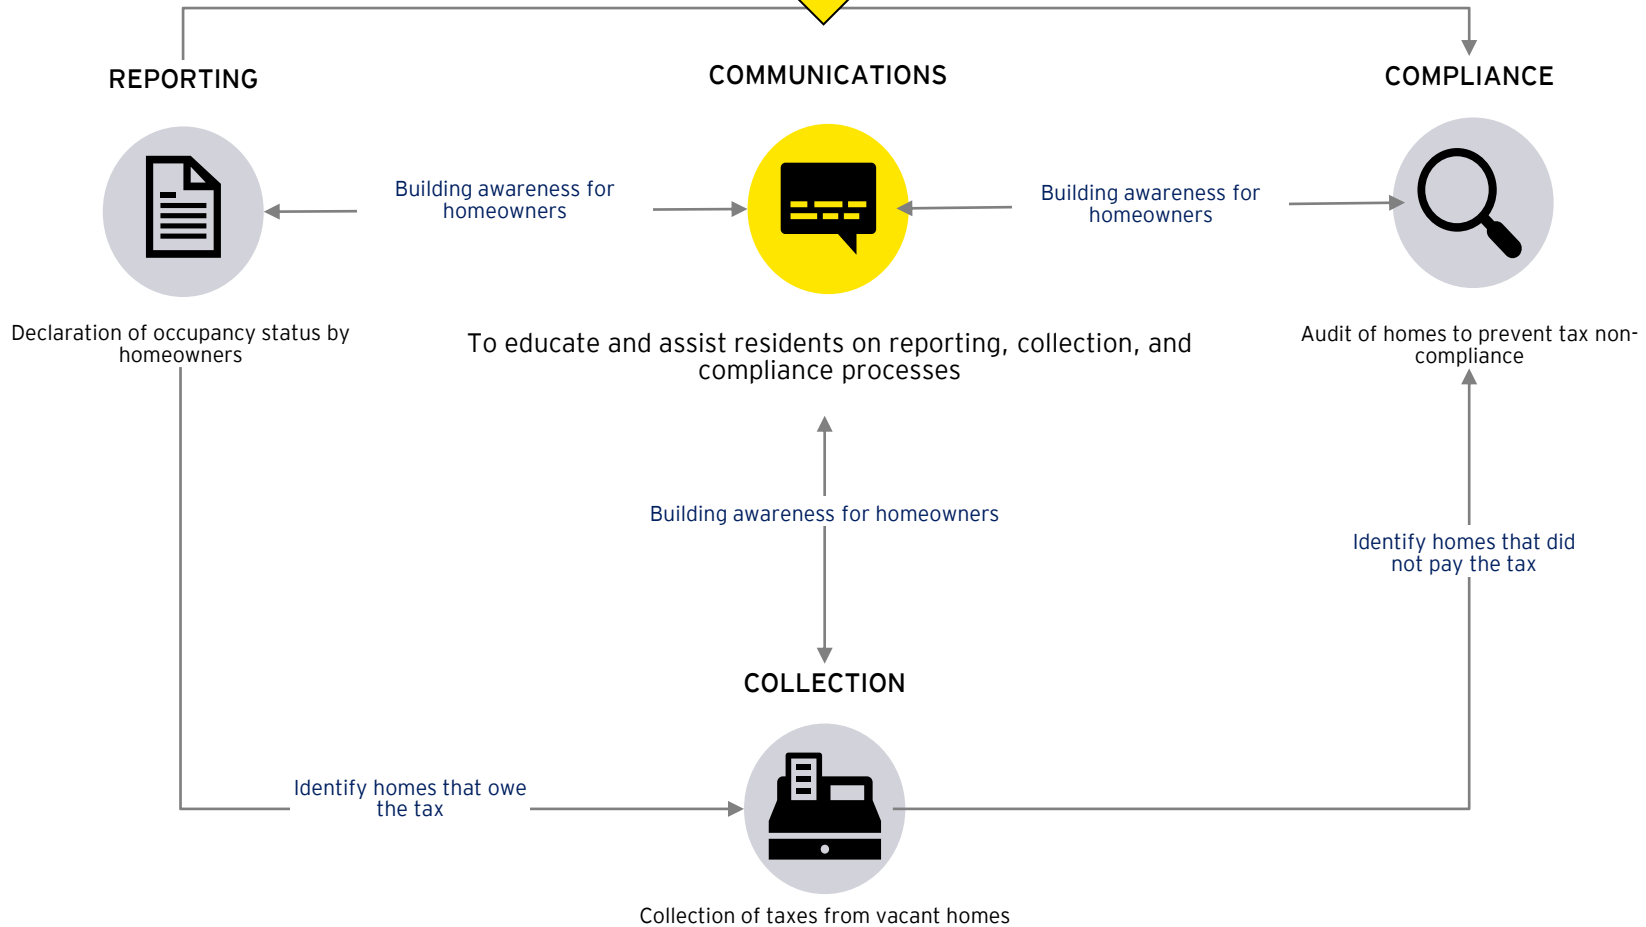 REPORTING
COMMUNICATIONS
COMPLIANCE
Building awareness for
homeowners
Building awareness for
homeowners
Declaration of occupancy status by
homeowners
To educate and assist residents on reporting, collection, and
compliance processes
Audit of homes to prevent tax non-
compliance
Building awareness for homeowners
Identify homes that did
not pay the tax
COLLECTION
Identify homes that owe
the tax
Collection of taxes from vacant homes